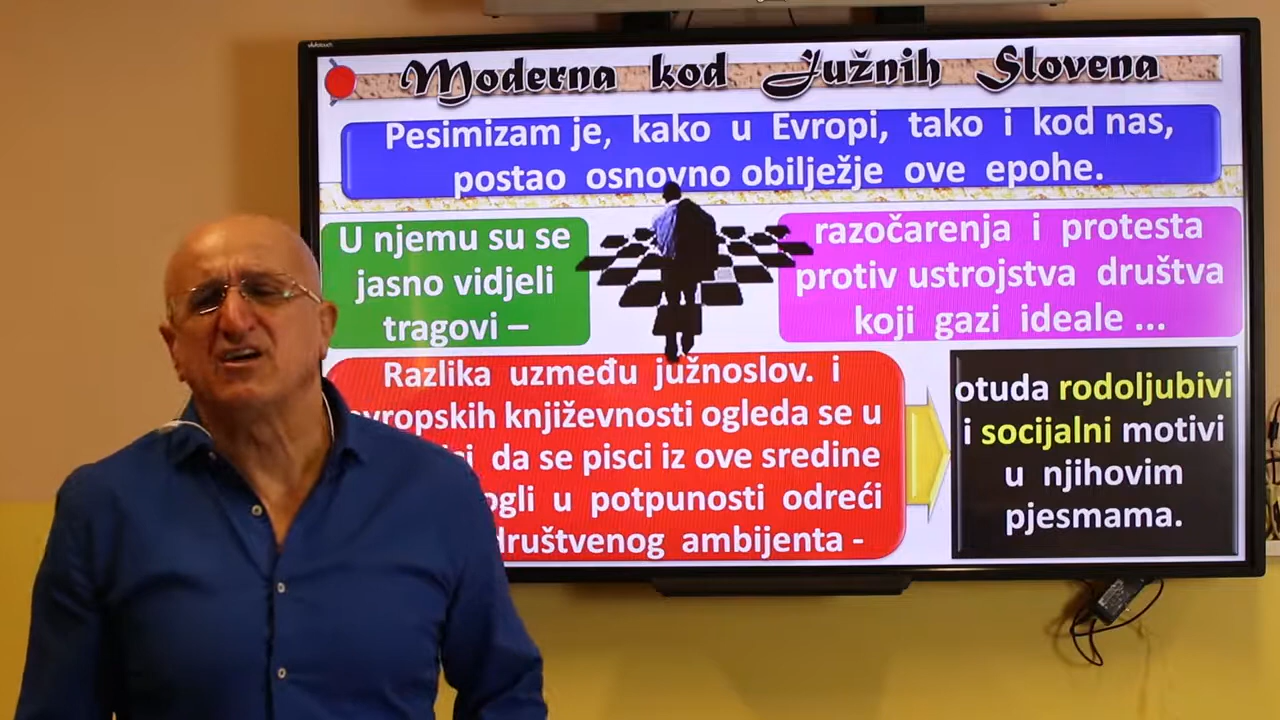 Moderna kod Južnih Slovena
Pesimizam je, kako u Evropi, tako i kod nas,
postao osnovno obilježje ove epohe.
U njemu su se
jasno vidjeli
tragovi –
razočarenja i protesta
protiv ustrojstva društva
koji gazi ideale ...
Razlika uzmeđu južnoslov. i
evropskih književnosti ogleda se u
da se pisci iz ove sredine
u potpunosti odreći
društvenog ambijenta -
otuda rodoljubivi
i socijalni motivi
u njihovim
pjesmama.